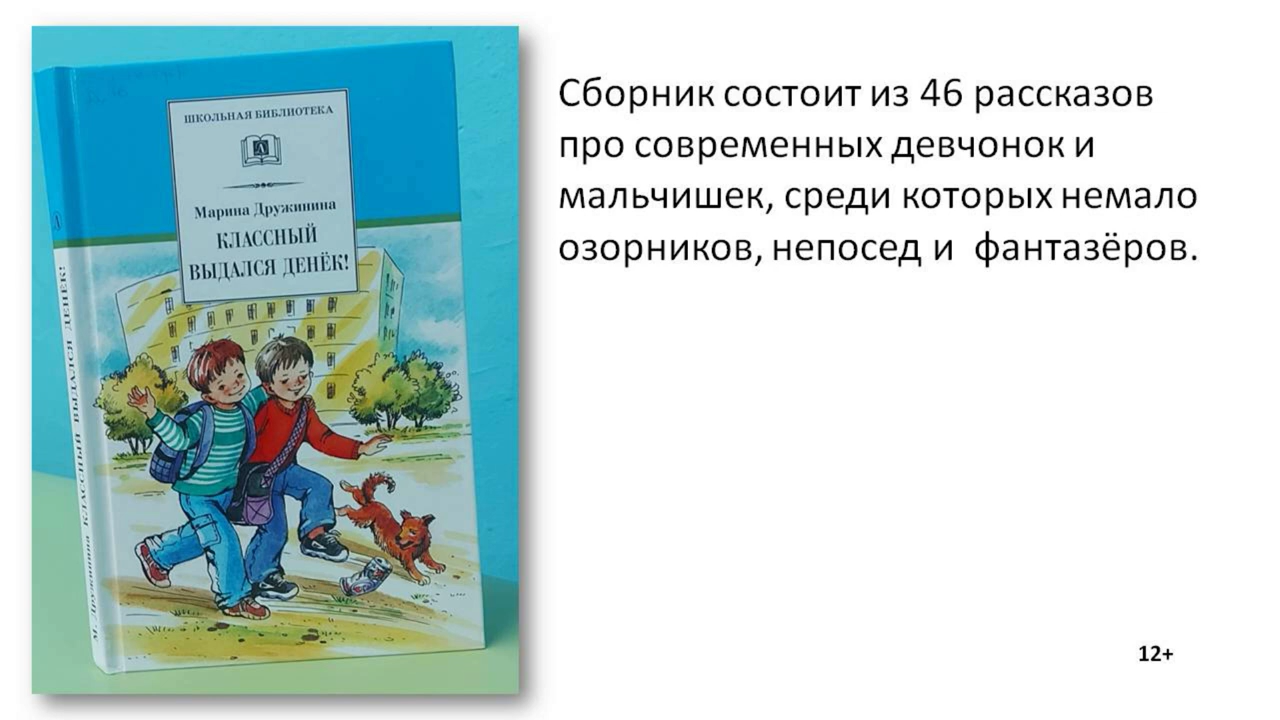 ШКОЛЬНАЯ БИБЛИОТЕКА
Марина Дружинина
КЛАССНЫЙ
ВЫДАЛСЯ ДЕНЁК!
М. Дружинина КЛАССНЫЙ ВЫДАЛСЯ ДЕНЁК!
Сборник состоит из 46 рассказов
про современных девчонок и
мальчишек, среди которых немало
озорников, непосед и фантазёров.
12+